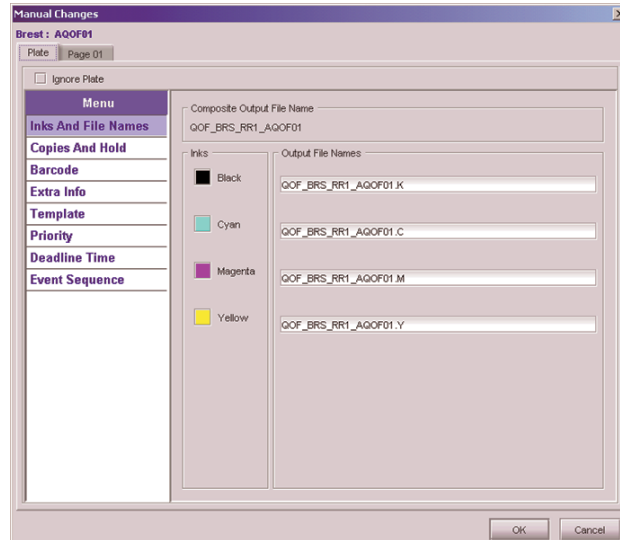 Manual Changes
Brest : AQOF01
Plate
Page 01
Ignore Plate
Menu
Inks And File Names
Copies And Hold
Barcode
Extra Info
Template
Priority
Deadline Time
Event Sequence
Composite Output File Name
QOF_BRS_RR1_AQOF01
Inks
Output File Names
Black
QOF_BRS_RR1_AQOF01.K
Cyan
QOF_BRS_RR1_AQOF01.C
Magenta
QOF_BRS_RR1_AQOF01.M
Yellow
QOF_BRS_RR1_AQOF01.Y
OK
Cancel